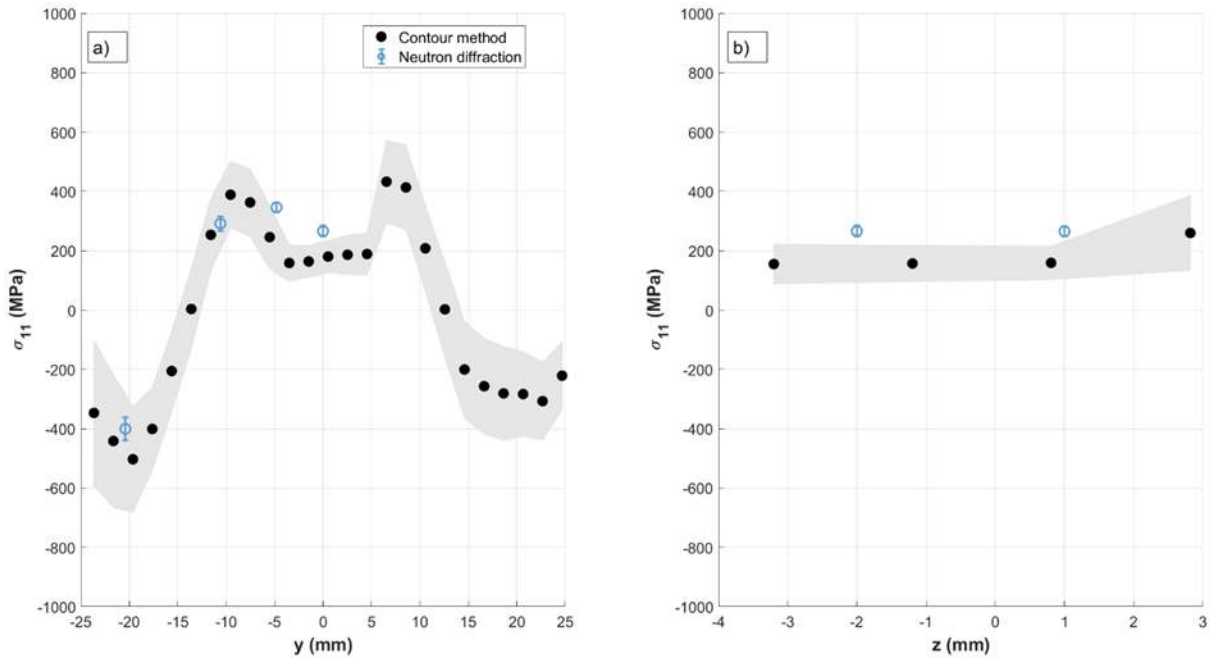 a)
Contour method
Neutron diffraction
1000
800
600
400
200
0
-200
-400
-600
-800
-1000
σ11 (MPa)
-25 -20 -15 -10 -5 0 5 10 15 20 25
y (mm)
b)
1000
800
600
400
200
0
-200
-400
-600
-800
-1000
σ11 (MPa)
-4 -3 -2 -1 0 1 2 3
z (mm)